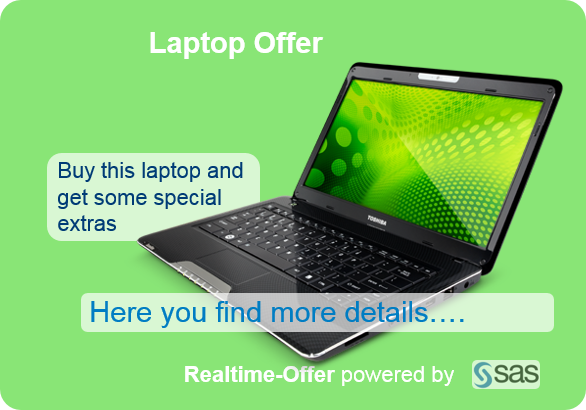 Laptop Offer
Buy this laptop and
get some special
extras
TOSHIBA
Here you find more details....
Realtime-Offer powered by sas